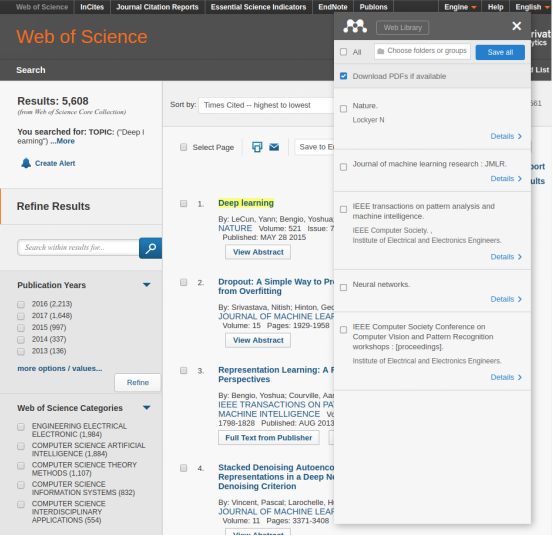 Web of Science InCites Journal Citation Reports Essential Science Indicators EndNote Publons Engine Help English
Web of Science
Search
Results: 5,608
(from Web of Science Core Collection)
You searched for: TOPIC: ("Deep l
earning") ...More
Create Alert
Refine Results
Search within results for...
Publication Years
2016 (2,213)
2017 (1,648)
2015 (997)
2014 (337)
2013 (136)
more options / values...
Refine
Web of Science Categories
ENGINEERING ELECTRICAL
ELECTRONIC (1,984)
COMPUTER SCIENCE ARTIFICIAL
INTELLIGENCE (1,884)
COMPUTER SCIENCE THEORY
METHODS (1,107)
COMPUTER SCIENCE
INFORMATION SYSTEMS (832)
COMPUTER SCIENCE
INTERDISCIPLINARY
APPLICATIONS (554)
Sort by: Times Cited -- highest to lowest
Select Page Save to E
1. Deep learning
By: LeCun, Yann; Bengio, Yoshua
NATURE Volume: 521 Issue: 7
Published: MAY 28 2015
View Abstract
2. Dropout: A Simple Way to Pre
from Overfitting
By: Srivastava, Nitish; Hinton, Geo
JOURNAL OF MACHINE LEAR
Volume: 15 Pages: 1929-1958
View Abstract
3. Representation Learning: A R
Perspectives
By: Bengio, Yoshua; Courville, Aar
IEEE TRANSACTIONS ON PAT
MACHINE INTELLIGENCE Vo
1798-1828 Published: AUG 2013
Full Text from Publisher
4. Stacked Denoising Autoenco
Representations in a Deep Ne
Denoising Criterion
By: Vincent, Pascal; Larochelle, H
JOURNAL OF MACHINE LEAR
Volume: 11 Pages: 3371-3408
View Abstract
Web Library
All Choose folders or groups Save all
Download PDFs if available
Nature.
Lockyer N
Details
Journal of machine learning research : JMLR.
Details
IEEE transactions on pattern analysis and
machine intelligence.
IEEE Computer Society. ,
Institute of Electrical and Electronics Engineers.
Details
Neural networks.
Details
IEEE Computer Society Conference on
Computer Vision and Pattern Recognition
workshops : [proceedings].
Institute of Electrical and Electronics Engineers.
Details
rivat
ytics
d List
561
port
ults